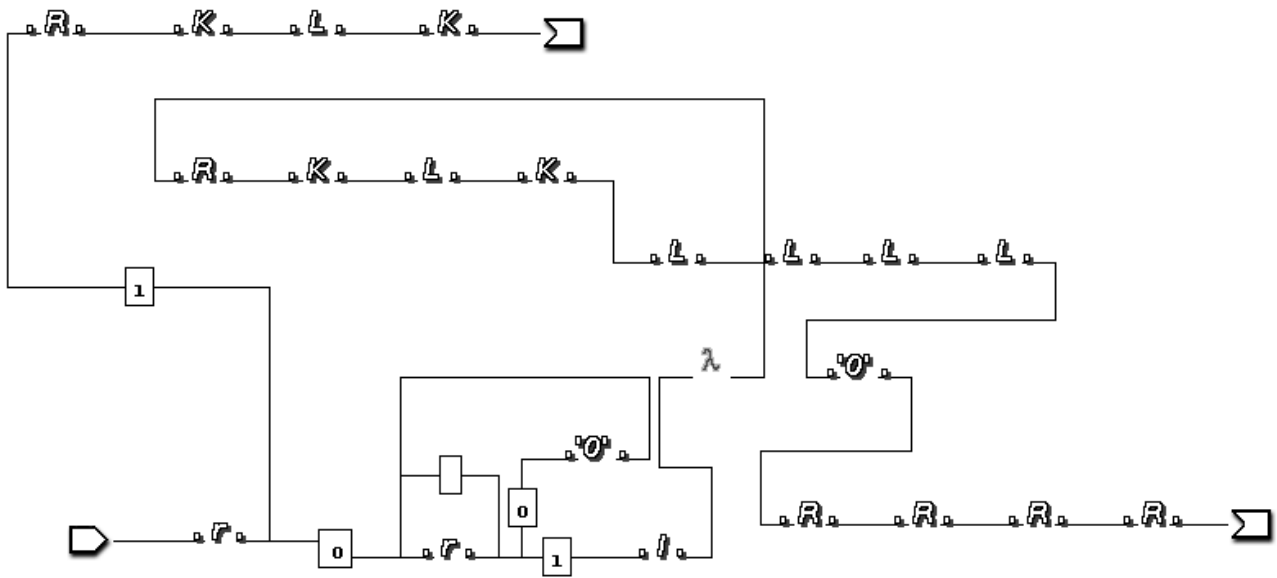 .R. .K. .L. .K.
.R. .K. .L. .K.
.L. .L. .L. .L.
1
λ
.'0'.
.'0'.
0
.R. .R. .R. .R.
.r. 0 .r. 1 .l.